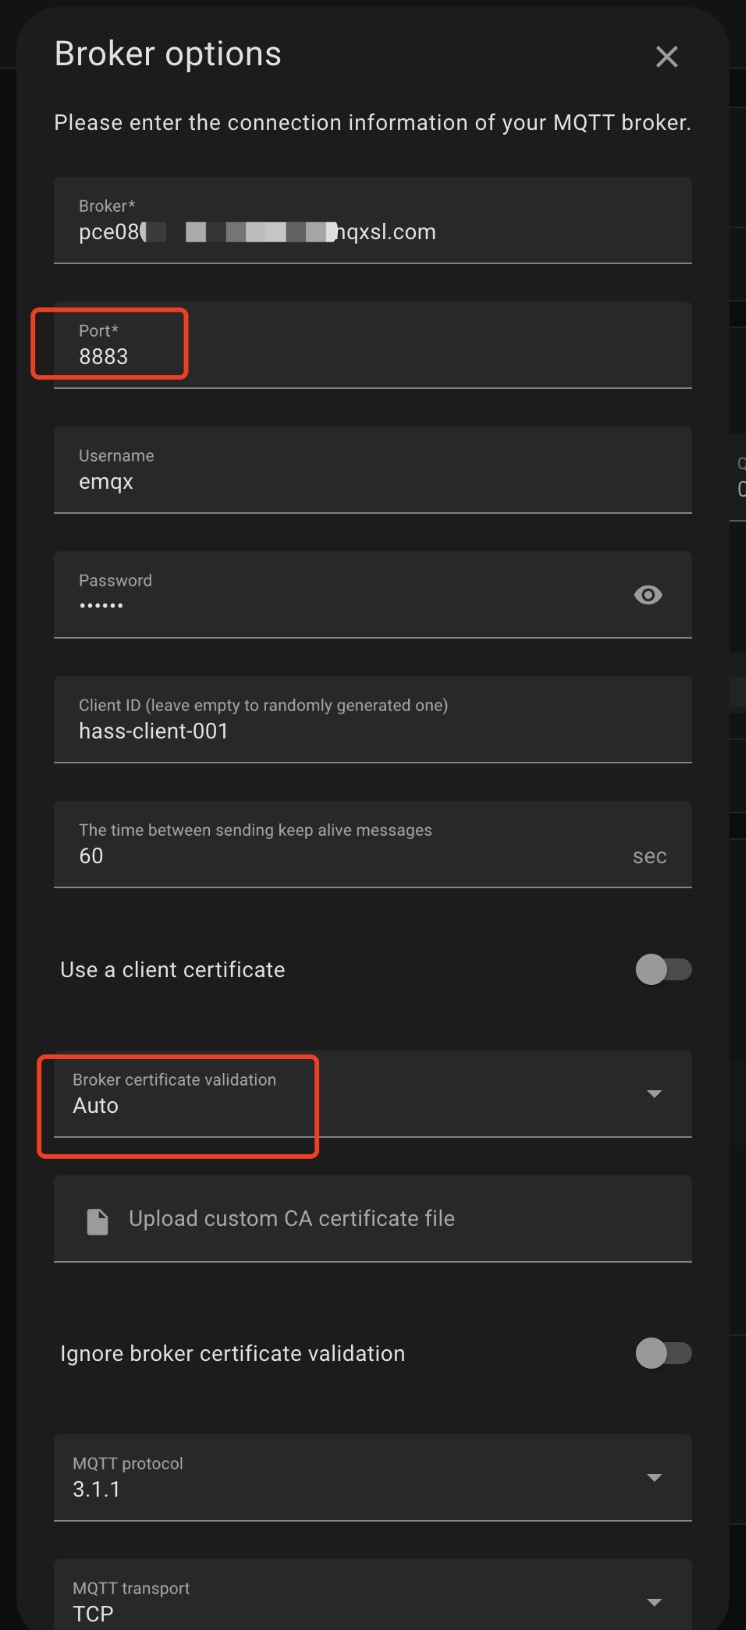 Broker options
Please enter the connection information of your MQTT broker.
Broker*
pce08 qxsl.com
Port*
8883
Username
emqx
Password
••••••
Client ID (leave empty to randomly generated one)
hass-client-001
The time between sending keep alive messages
60 sec
Use a client certificate
Broker certificate validation
Auto
Upload custom CA certificate file
Ignore broker certificate validation
MQTT protocol
3.1.1
MQTT transport
TCP